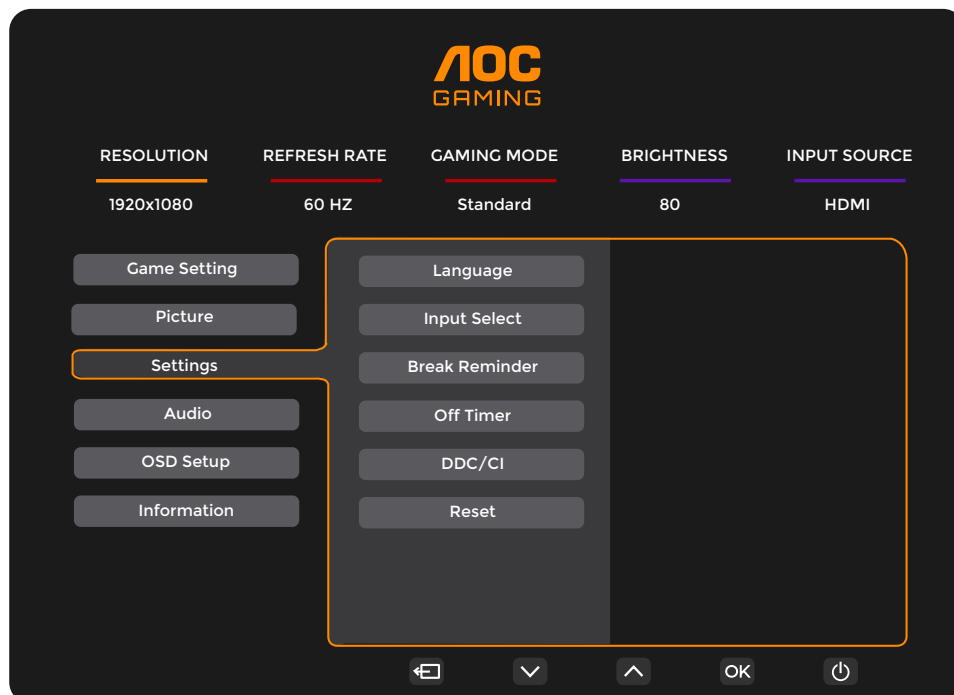 AOC
GAMING
RESOLUTION REFRESH RATE GAMING MODE BRIGHTNESS INPUT SOURCE
1920x1080 60 HZ Standard 80 HDMI
Game Setting
Picture
Settings
Audio
OSD Setup
Information
Language
Input Select
Break Reminder
Off Timer
DDC/CI
Reset
OK